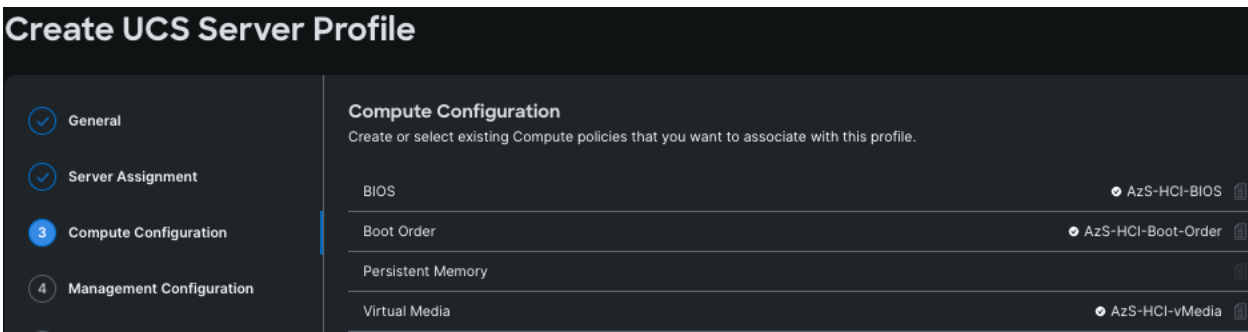 Create UCS Server Profile
General
Server Assignment
3 Compute Configuration
4 Management Configuration
Compute Configuration
Create or select existing Compute policies that you want to associate with this profile.
BIOS AzS-HCI-BIOS
Boot Order AzS-HCI-Boot-Order
Persistent Memory
Virtual Media AzS-HCI-vMedia